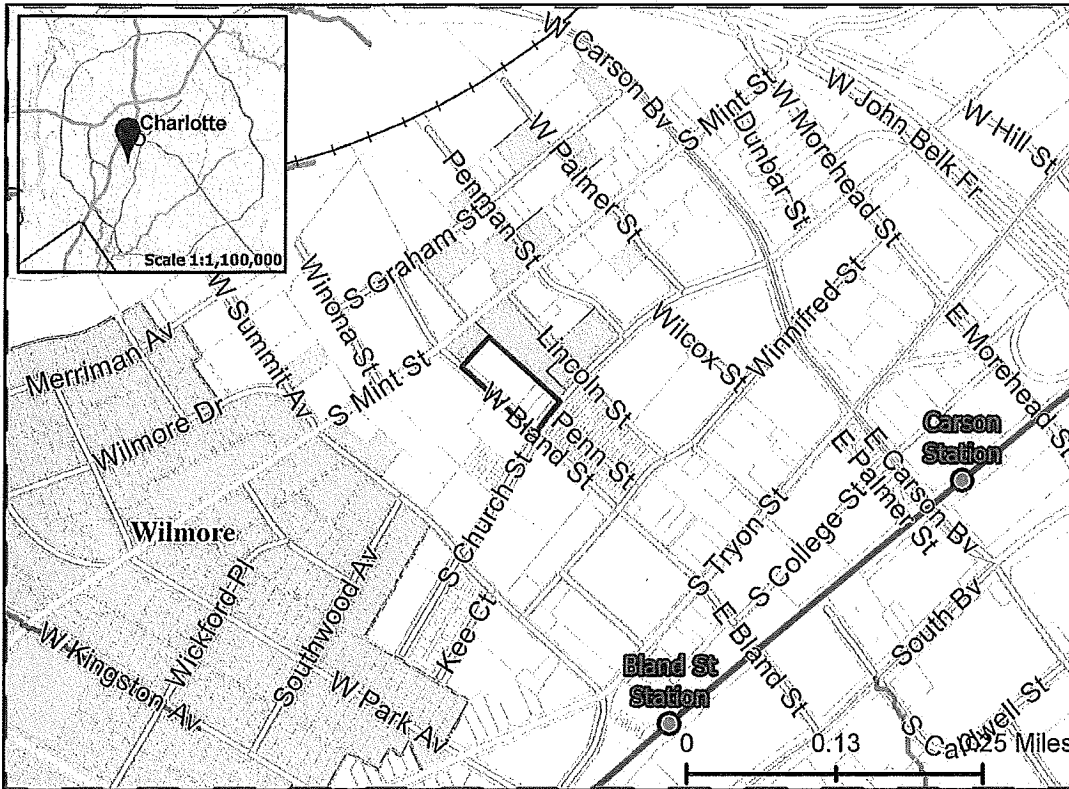 Charlotte
Scale 1:1,100,000
W Carson Bv
S Mint St
Dunbar St
W Morehead St
W John Belk Fr
W Hill St
W Palmer St
Penman St
S Graham St
Winona St
W Summit Av
S Mint St
Merriman Av
Wilmore Dr
Lincoln St
Wilcox St
Winnifred St
E Morehead St
W Bland St
Penn St
S Church St
Carson
Station
E Carson Bv
E Palmer St
S College St
S Tryon St
Wilmore
Wickford Pl
Southwood Av
Kee Ct
W Kingston Av
W Park Av
E Bland St
South Bv
Bland St
Station
S Caldwell St
0
0.13
0.25 Miles